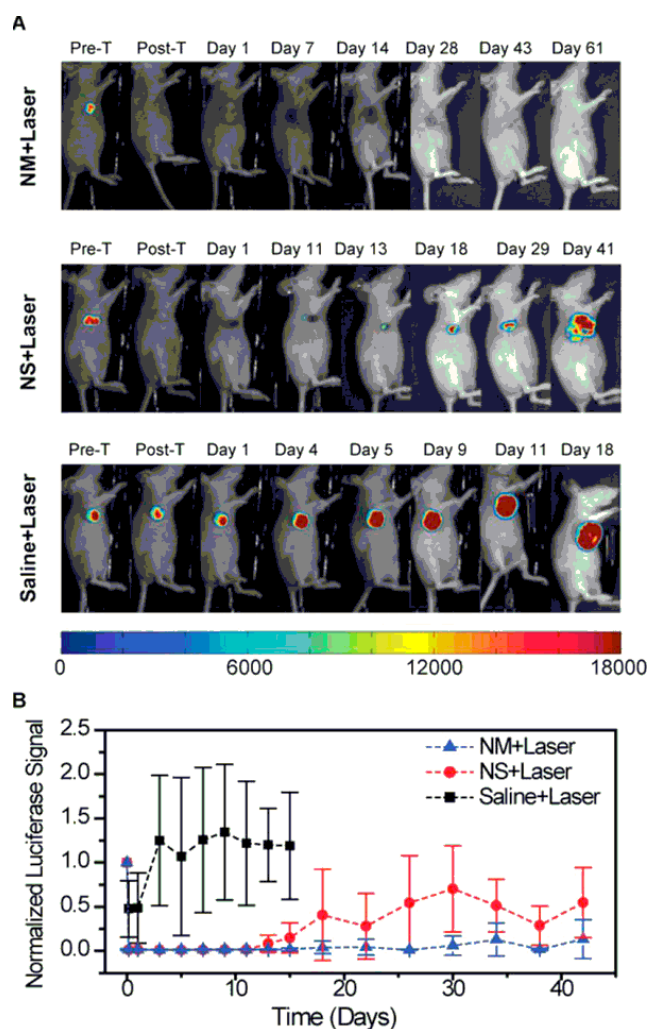 A
Pre-T Post-T Day 1 Day 7 Day 14 Day 28 Day 43 Day 61
NM+Laser
Pre-T Post-T Day 1 Day 11 Day 13 Day 18 Day 29 Day 41
NS+Laser
Pre-T Post-T Day 1 Day 4 Day 5 Day 9 Day 11 Day 18
Saline+Laser
0 6000 12000 18000
B
Normalized Luciferase Signal
2.5
2.0
1.5
1.0
0.5
0.0
NM+Laser
NS+Laser
Saline+Laser
0 10 20 30 40
Time (Days)